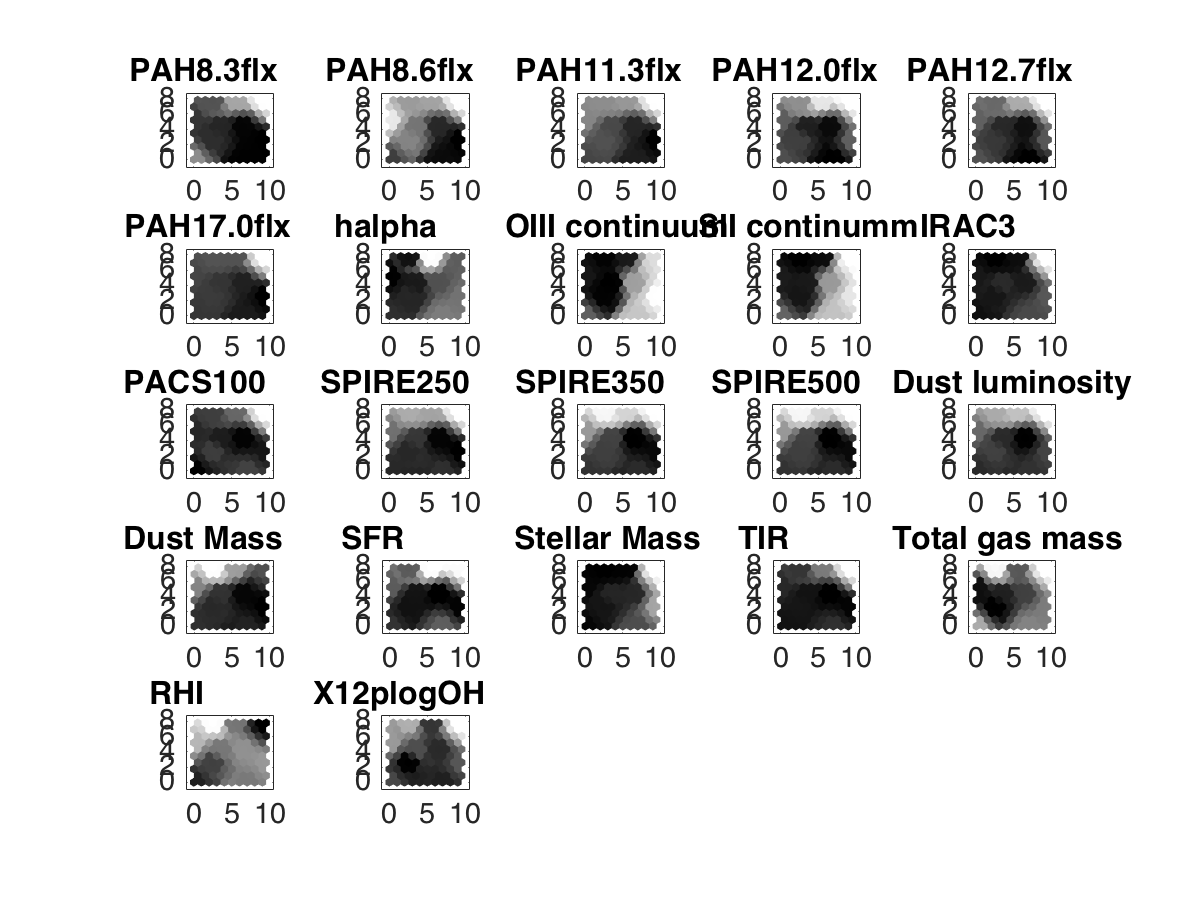 PAH8.3flx PAH8.6flx PAH11.3flx PAH12.0flx PAH12.7flx
8 8 8 8 8
6 6 6 6 6
4 4 4 4 4
2 2 2 2 2
0 0 0 0 0
0 5 10 0 5 10 0 5 10 0 5 10 0 5 10
PAH17.0flx halpha OIII continuum SII continumm IRAC3
8 8 8 8 8
6 6 6 6 6
4 4 4 4 4
2 2 2 2 2
0 0 0 0 0
0 5 10 0 5 10 0 5 10 0 5 10 0 5 10
PACS100 SPIRE250 SPIRE350 SPIRE500 Dust luminosity
8 8 8 8 8
6 6 6 6 6
4 4 4 4 4
2 2 2 2 2
0 0 0 0 0
0 5 10 0 5 10 0 5 10 0 5 10 0 5 10
Dust Mass SFR Stellar Mass TIR Total gas mass
8 8 8 8 8
6 6 6 6 6
4 4 4 4 4
2 2 2 2 2
0 0 0 0 0
0 5 10 0 5 10 0 5 10 0 5 10 0 5 10
RHI X12plogOH
8 8
6 6
4 4
2 2
0 0
0 5 10 0 5 10